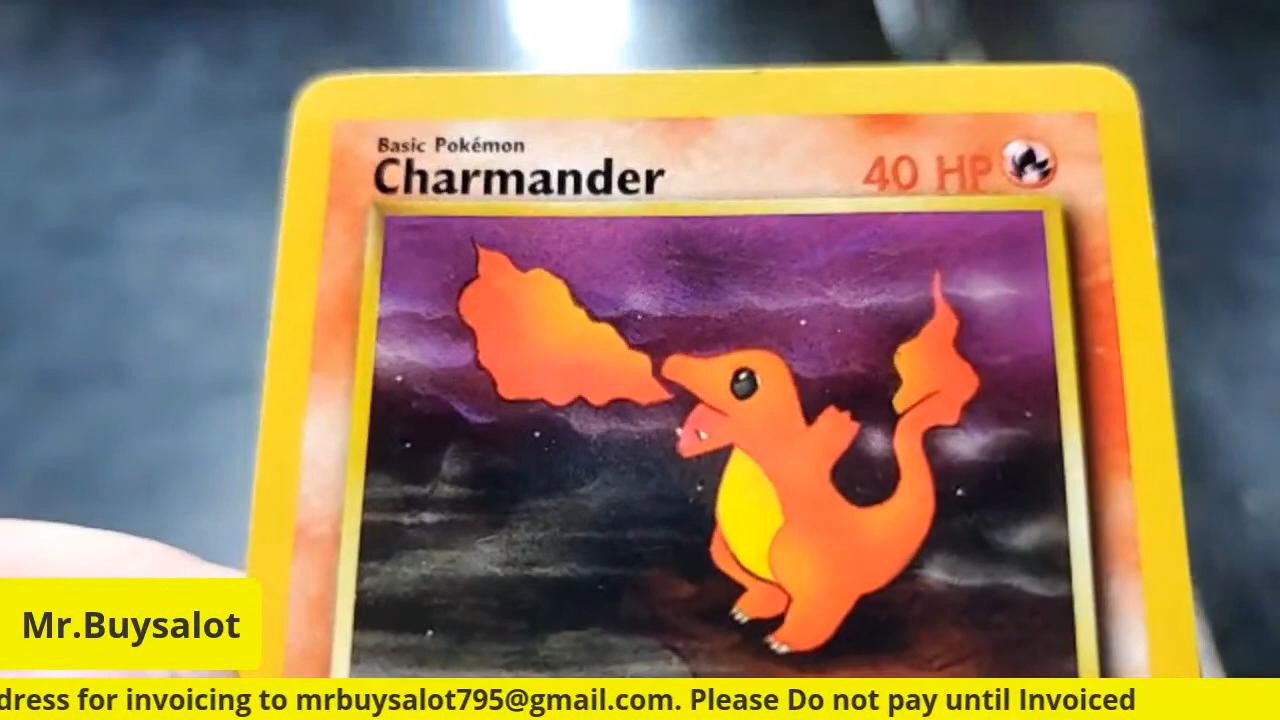 Basic Pokémon
Charmander
40 HP
Mr.Buysalot
dress for invoicing to mrbuysalot795@gmail.com. Please Do not pay until Invoiced